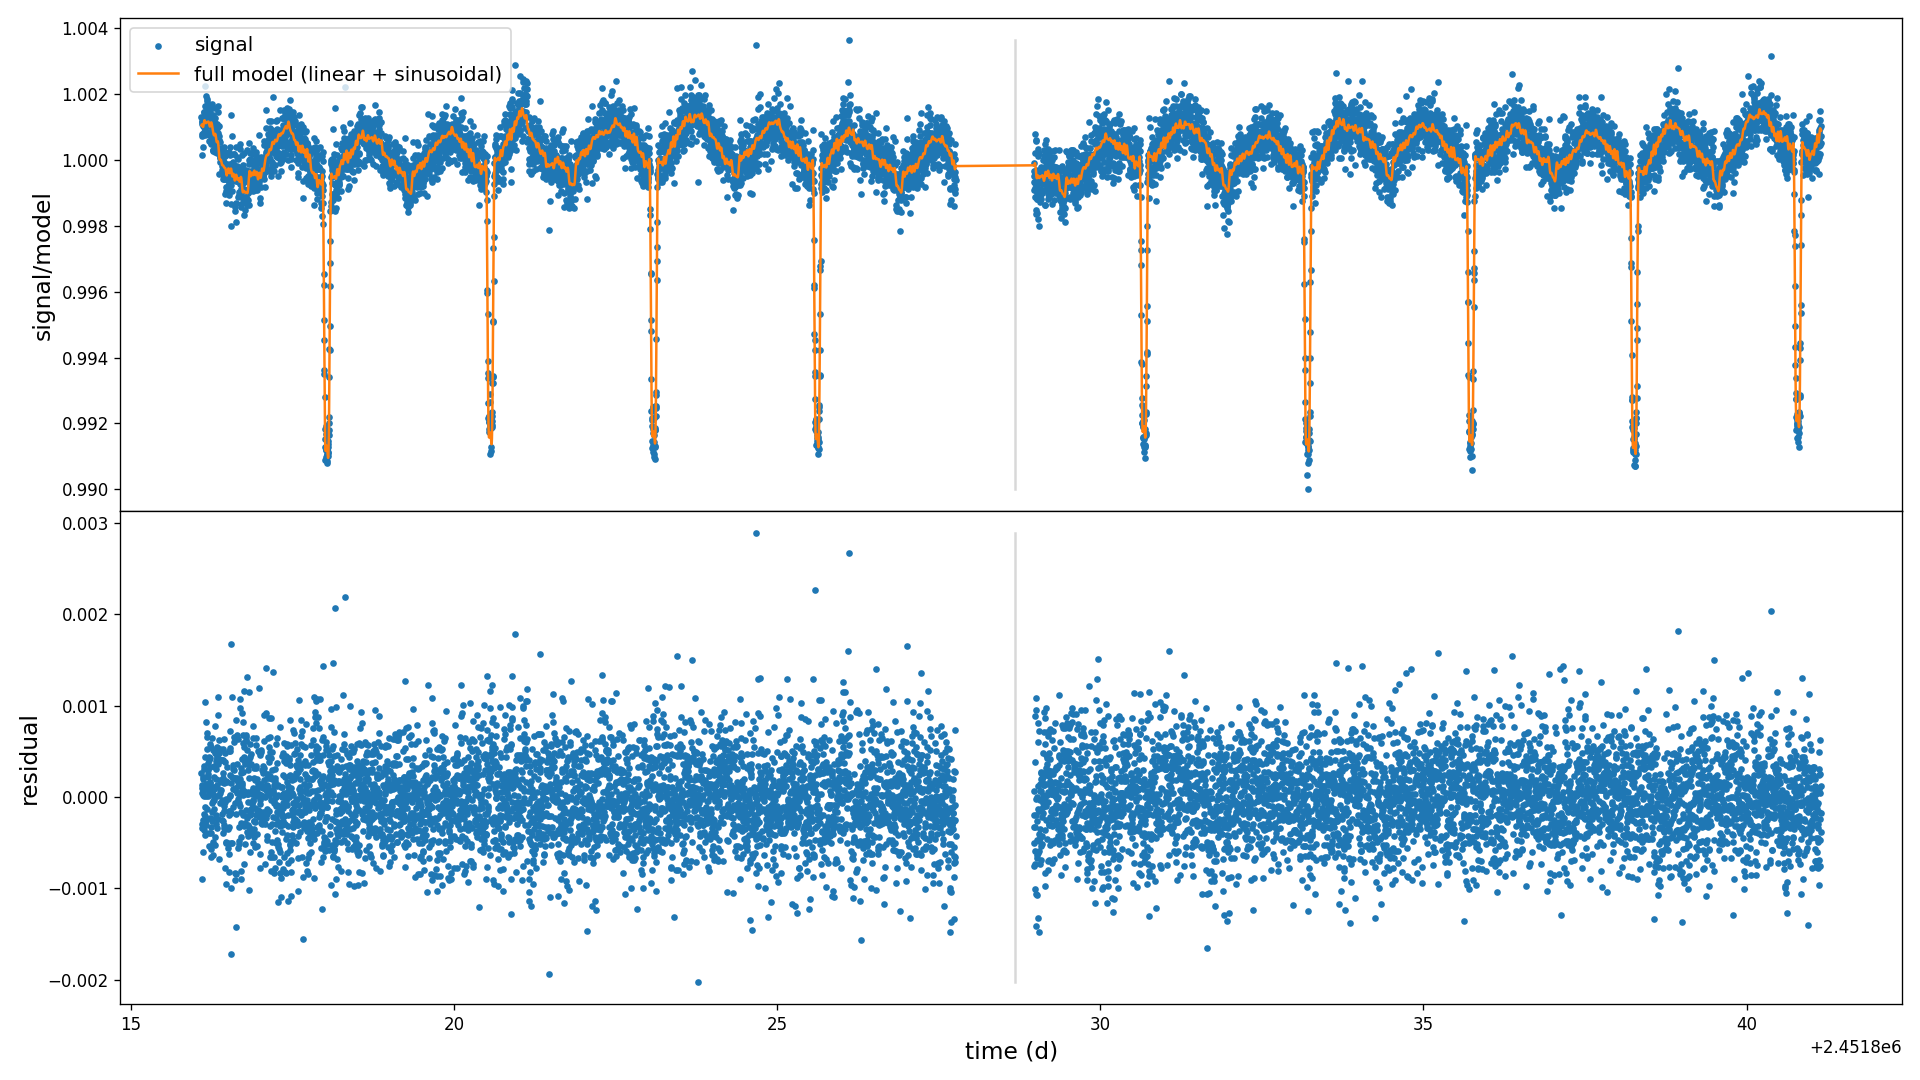 signal
full model (linear + sinusoidal)
signal/model
1.004
1.002
1.000
0.998
0.996
0.994
0.992
0.990
residual
0.003
0.002
0.001
0.000
−0.001
−0.002
15 20 25 30 35 40
time (d)
+2.4518e6